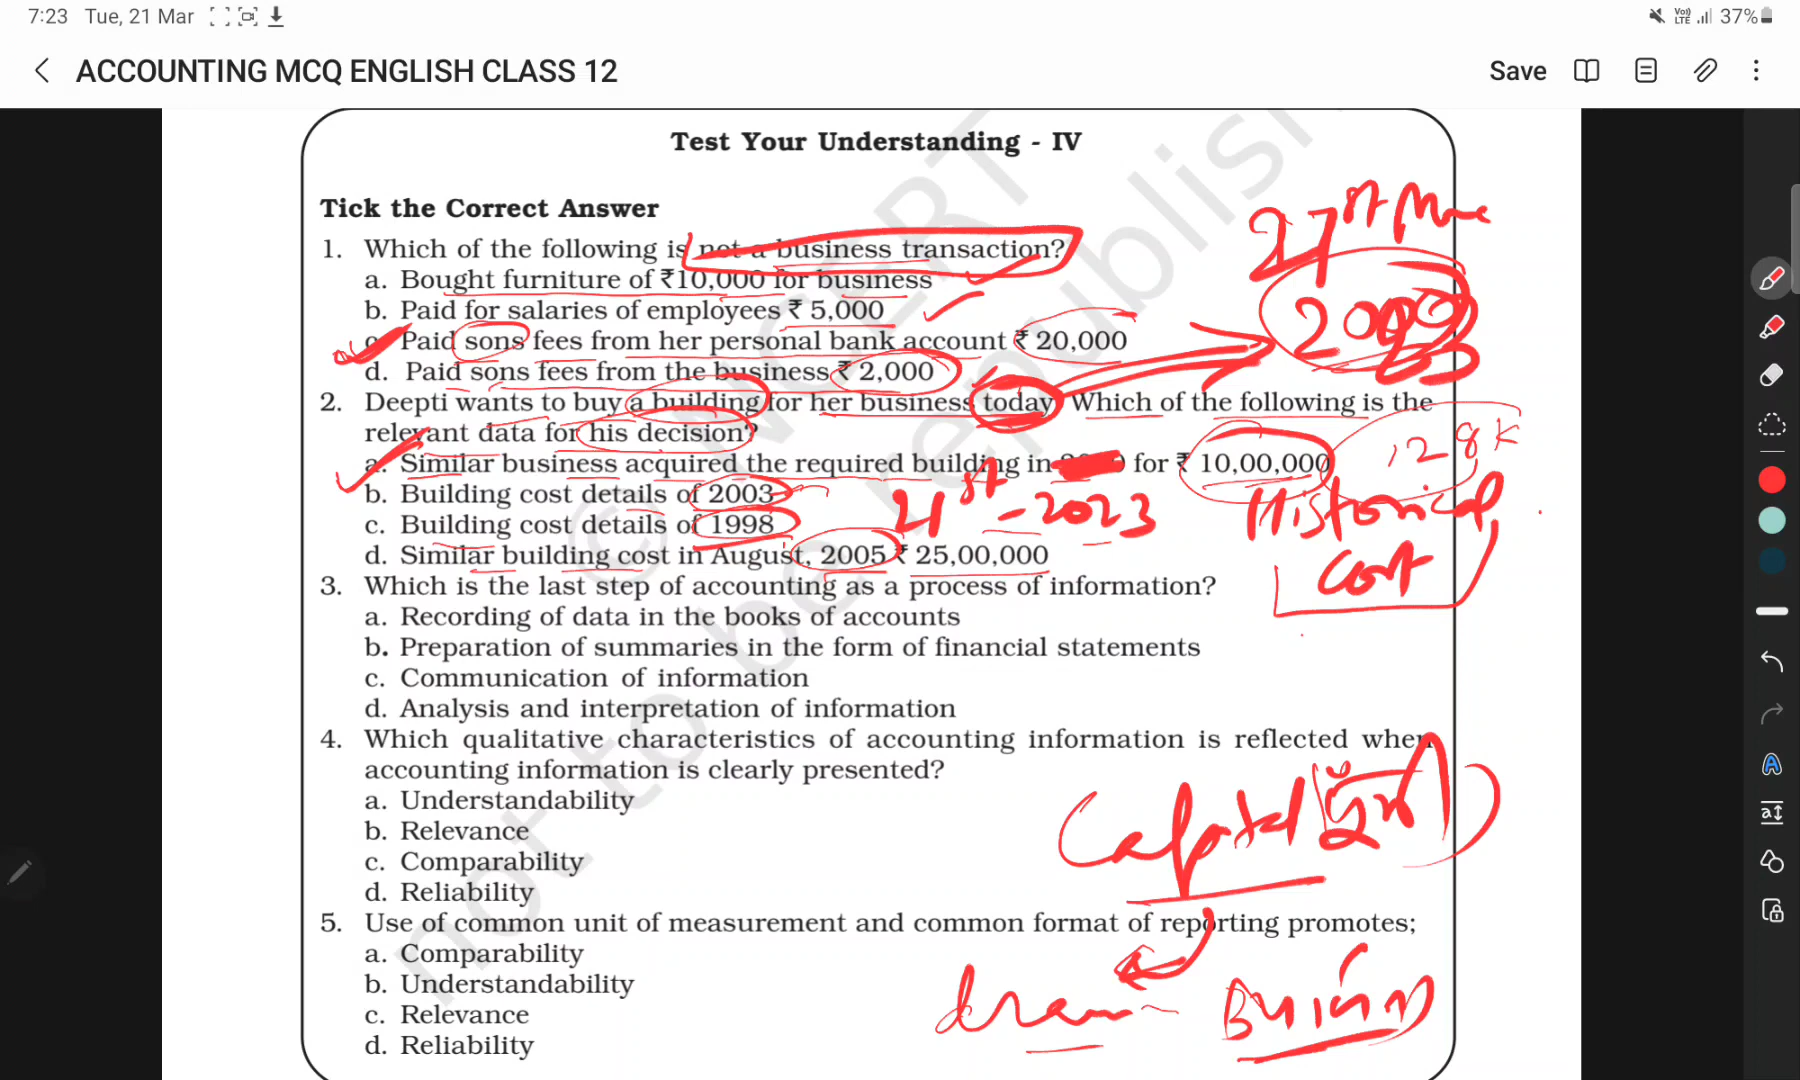 7:23 Tue, 21 Mar
37%
ACCOUNTING MCQ ENGLISH CLASS 12
Save
Test Your Understanding - IV
Tick the Correct Answer
1. Which of the following is not a business transaction?
a. Bought furniture of ₹10,000 for business
b. Paid for salaries of employees ₹ 5,000
c. Paid sons fees from her personal bank account ₹ 20,000
d. Paid sons fees from the business ₹ 2,000
2. Deepti wants to buy a building for her business today. Which of the following is the
relevant data for his decision?
a. Similar business acquired the required building in for ₹ 10,00,000
b. Building cost details of 2003
21st - 2023
Historical
c. Building cost details of 1998
d. Similar building cost in August, 2005 ₹ 25,00,000
cost
3. Which is the last step of accounting as a process of information?
a. Recording of data in the books of accounts
b. Preparation of summaries in the form of financial statements
c. Communication of information
d. Analysis and interpretation of information
4. Which qualitative characteristics of accounting information is reflected when
accounting information is clearly presented?
a. Understandability
b. Relevance
Capital
c. Comparability
d. Reliability
5. Use of common unit of measurement and common format of reporting promotes;
a. Comparability
b. Understandability
c. Relevance
d. Reliability
not to be republish
© NCERT